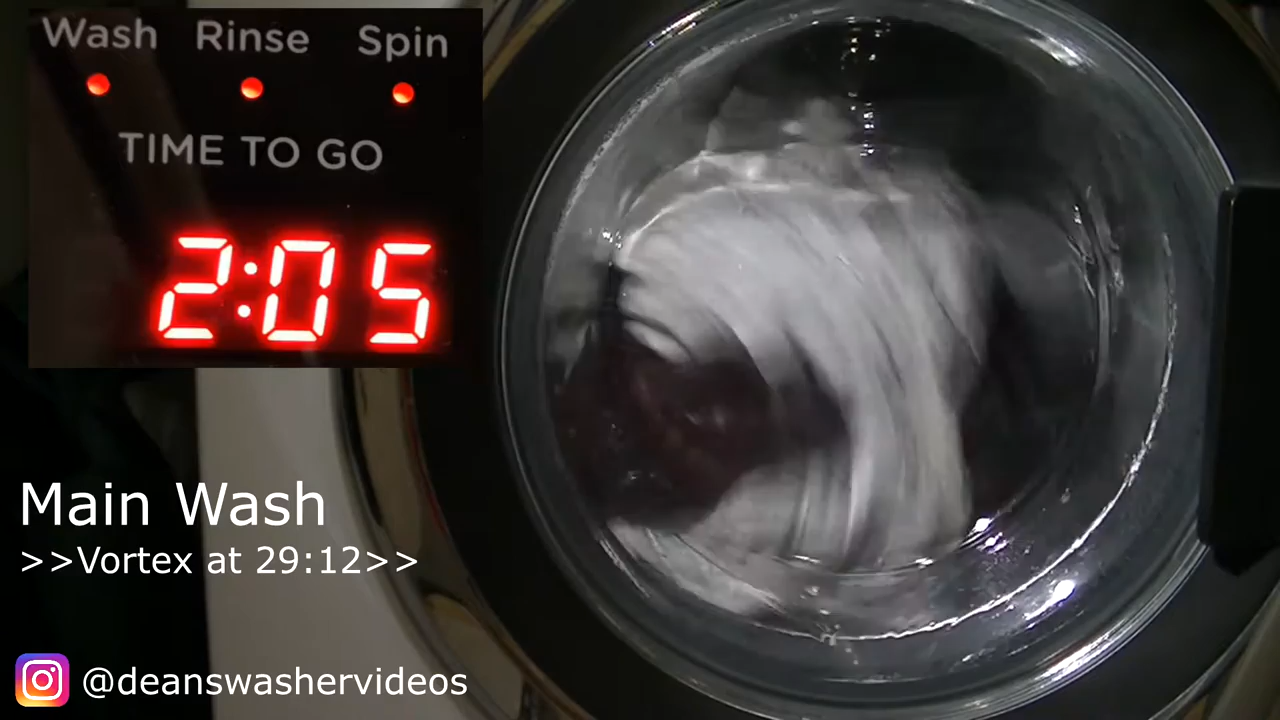 Wash Rinse Spin
TIME TO GO
2:05
Main Wash
>>Vortex at 29:12>>
@deanswashervideos